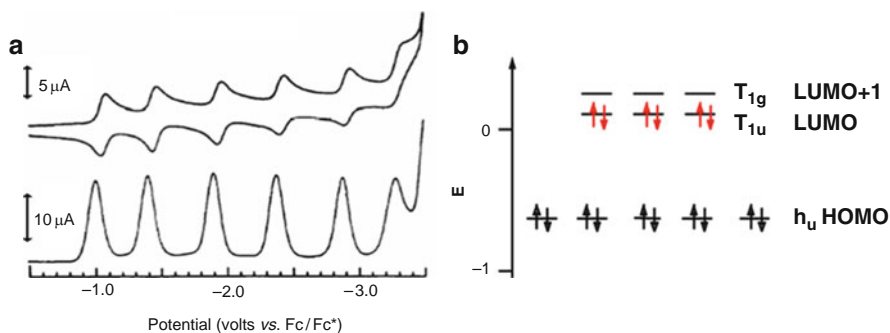 a
5 μA
10 μA
−1.0 −2.0 −3.0
Potential (volts vs. Fc/Fc*)
b
E
0
−1
T1g LUMO+1
T1u LUMO
hu HOMO